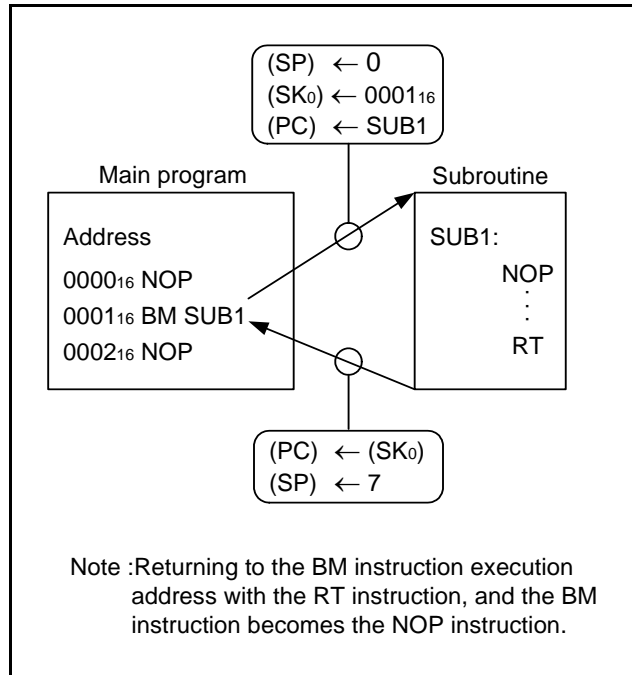 (SP) ← 0
(SK₀) ← 0001₁₆
(PC) ← SUB1
Main program
Subroutine
Address
0000₁₆ NOP
0001₁₆ BM SUB1
0002₁₆ NOP
SUB1:
NOP
⋮
RT
(PC) ← (SK₀)
(SP) ← 7
Note :Returning to the BM instruction execution
address with the RT instruction, and the BM
instruction becomes the NOP instruction.